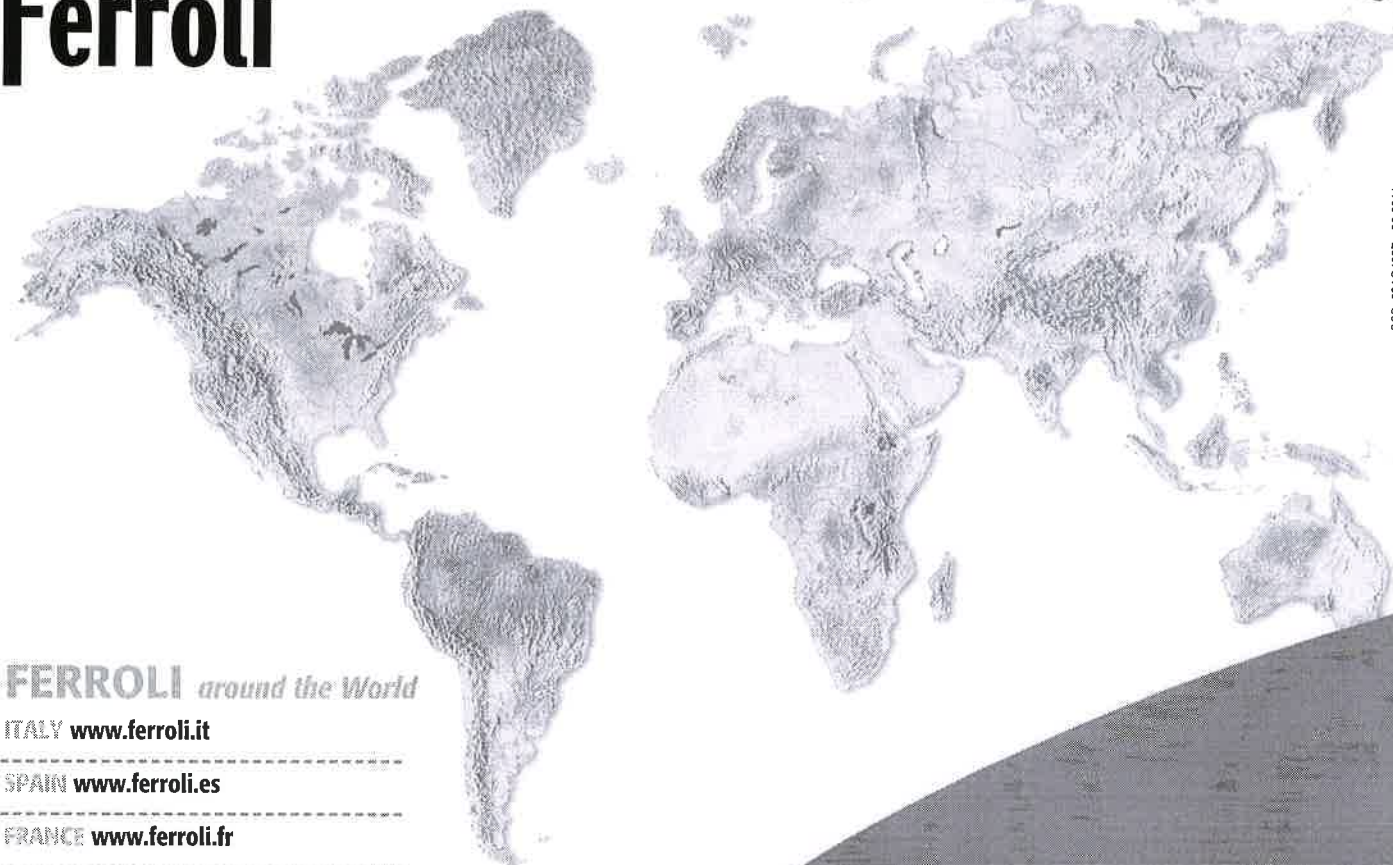 Ferroli
FERROLI around the World
ITALY www.ferroli.it
SPAIN www.ferroli.es
FRANCE www.ferroli.fr